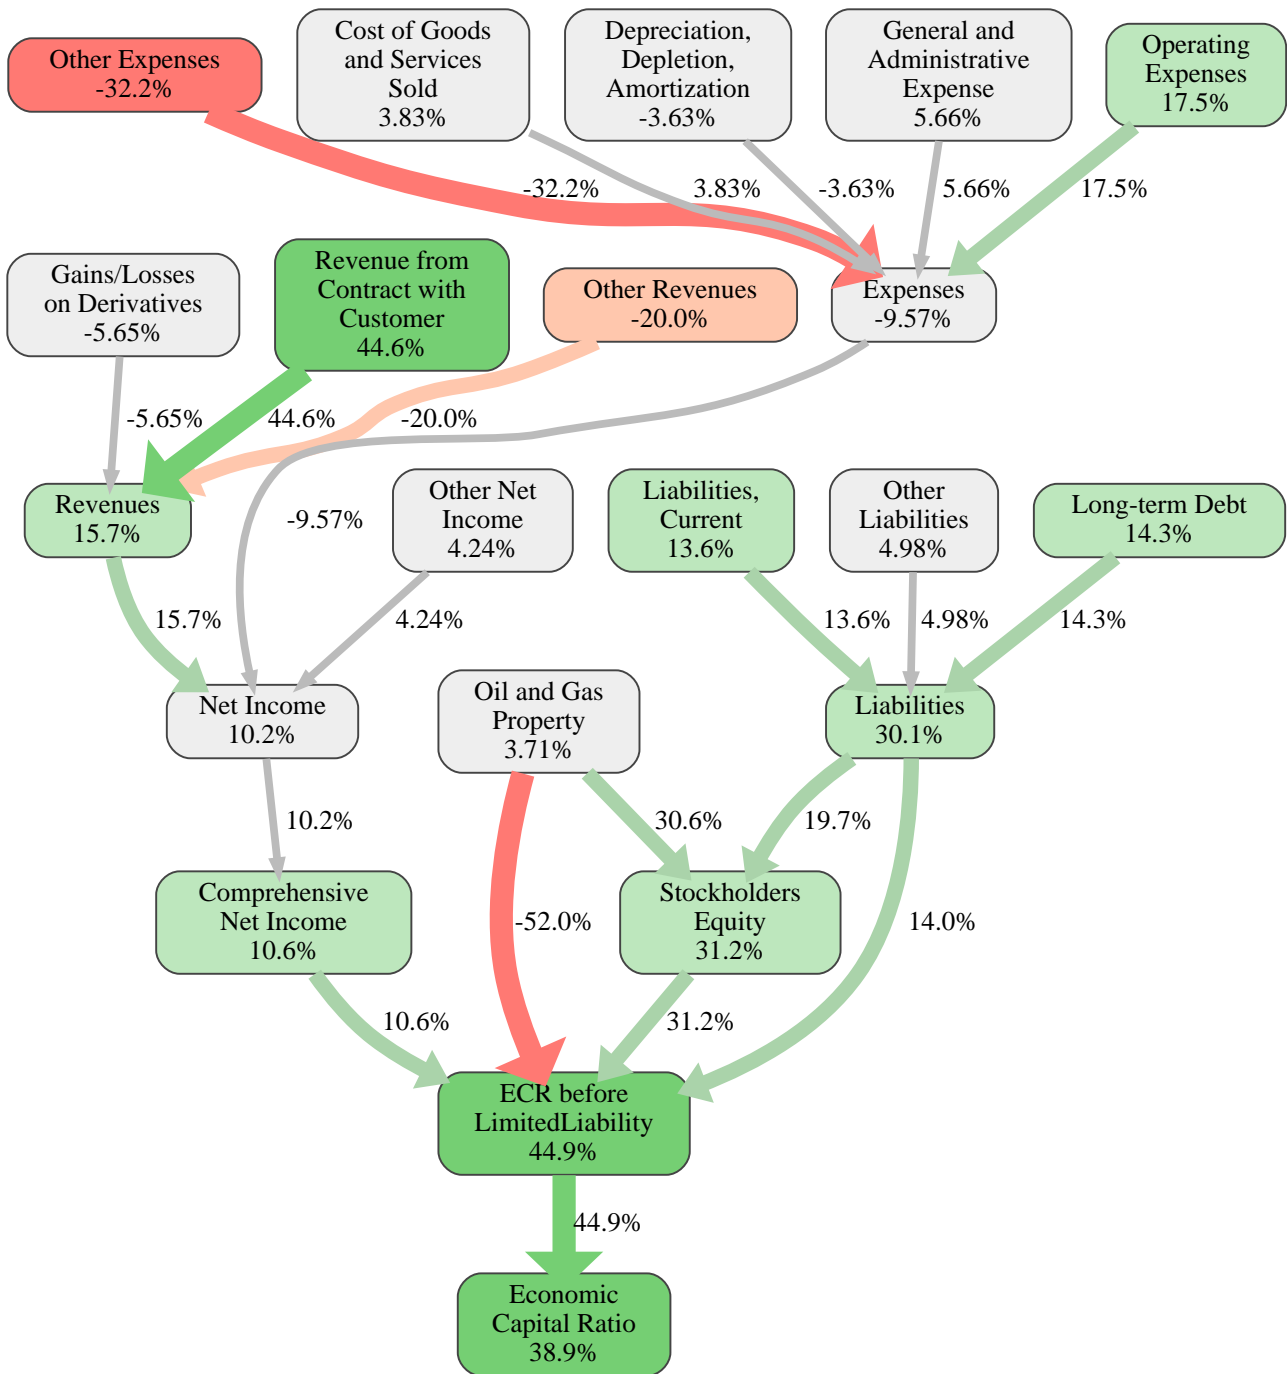 Other Expenses
-32.2%
Cost of Goods
and Services
Sold
3.83%
Depreciation,
Depletion,
Amortization
-3.63%
General and
Administrative
Expense
5.66%
Operating
Expenses
17.5%
-32.2%
3.83%
-3.63%
5.66%
17.5%
Gains/Losses
on Derivatives
-5.65%
Revenue from
Contract with
Customer
44.6%
Other Revenues
-20.0%
Expenses
-9.57%
-5.65%
44.6%
-20.0%
Revenues
15.7%
-9.57%
Other Net
Income
4.24%
Liabilities,
Current
13.6%
Other
Liabilities
4.98%
Long-term Debt
14.3%
15.7%
4.24%
13.6%
4.98%
14.3%
Net Income
10.2%
Oil and Gas
Property
3.71%
Liabilities
30.1%
10.2%
30.6%
19.7%
Comprehensive
Net Income
10.6%
-52.0%
Stockholders
Equity
31.2%
14.0%
10.6%
31.2%
ECR before
LimitedLiability
44.9%
44.9%
Economic
Capital Ratio
38.9%